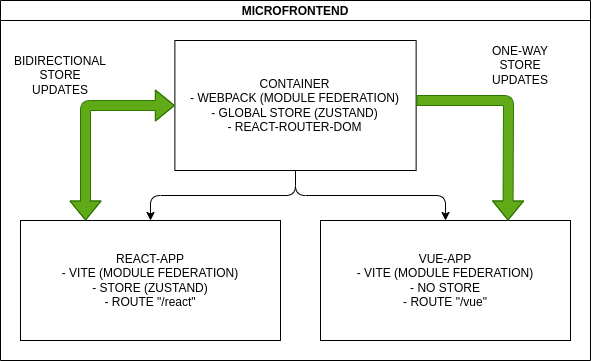 MICROFRONTEND
BIDIRECTIONAL
STORE
UPDATES
ONE-WAY
STORE
UPDATES
CONTAINER
- WEBPACK (MODULE FEDERATION)
- GLOBAL STORE (ZUSTAND)
- REACT-ROUTER-DOM
REACT-APP
- VITE (MODULE FEDERATION)
- STORE (ZUSTAND)
- ROUTE "/react"
VUE-APP
- VITE (MODULE FEDERATION)
- NO STORE
- ROUTE "/vue"